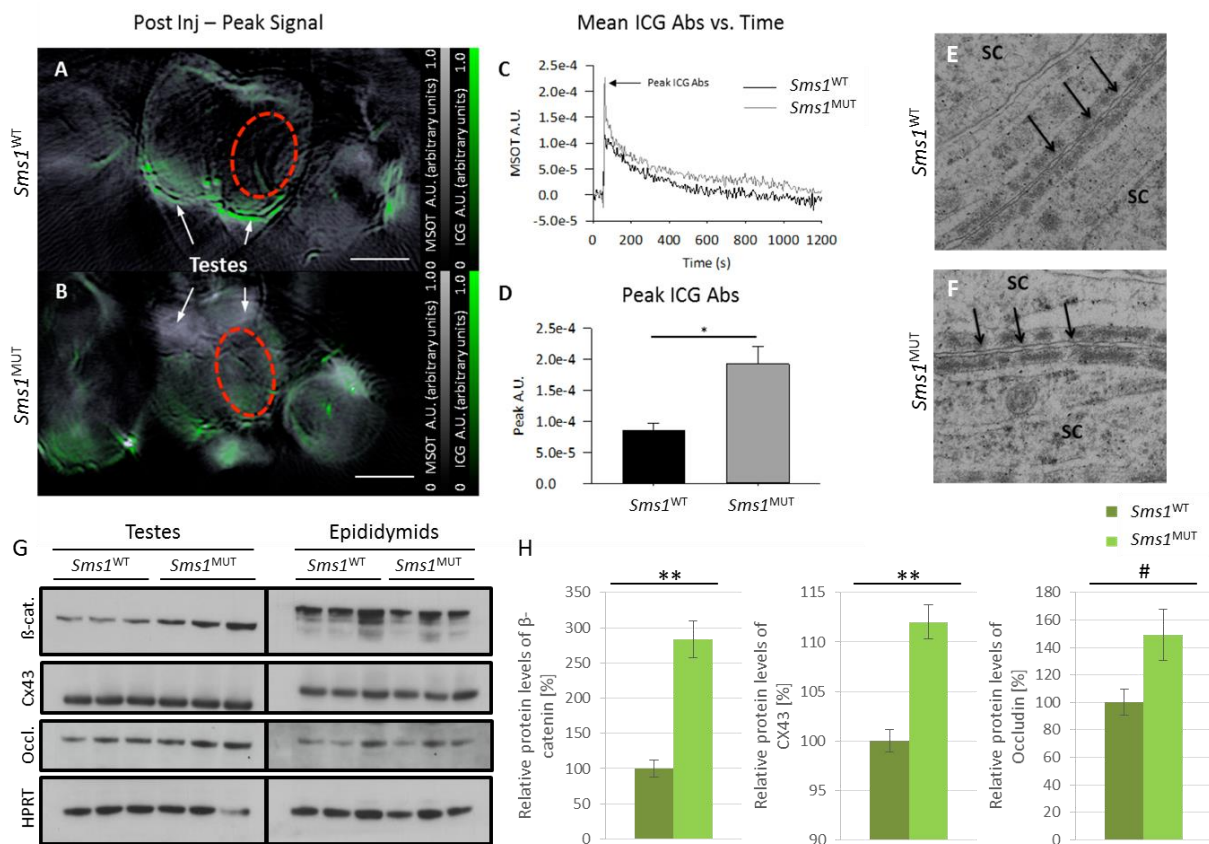 Post Inj – Peak Signal
A
Sms1WT
Testes
B
Sms1MUT
0 MSOT A.U. (arbitrary units) 1.0
0 ICG A.U. (arbitrary units) 1.0
0 MSOT A.U. (arbitrary units) 1.0
0 ICG A.U. (arbitrary units) 1.0
Mean ICG Abs vs. Time
C
2.5e-4
2.0e-4
1.5e-4
1.0e-4
5.0e-5
0.0
-5.0e-5
MSOT A.U.
Peak ICG Abs
Sms1WT
Sms1MUT
0 200 400 600 800 1000 1200
Time (s)
D
Peak ICG Abs
2.5e-4
2.0e-4
1.5e-4
1.0e-4
5.0e-5
0.0
Peak A.U.
*
Sms1WT
Sms1MUT
E
Sms1WT
SC
SC
F
Sms1MUT
SC
SC
G
Testes
Epididymids
Sms1WT Sms1MUT
Sms1WT Sms1MUT
ß-cat.
Cx43
Occl.
HPRT
H
Sms1WT
Sms1MUT
**
Relative protein levels of β-
catenin [%]
350
300
250
200
150
100
50
0
**
Relative protein levels of
CX43 [%]
115
110
105
100
95
90
#
Relative protein levels of
Occludin [%]
180
160
140
120
100
80
60
40
20
0